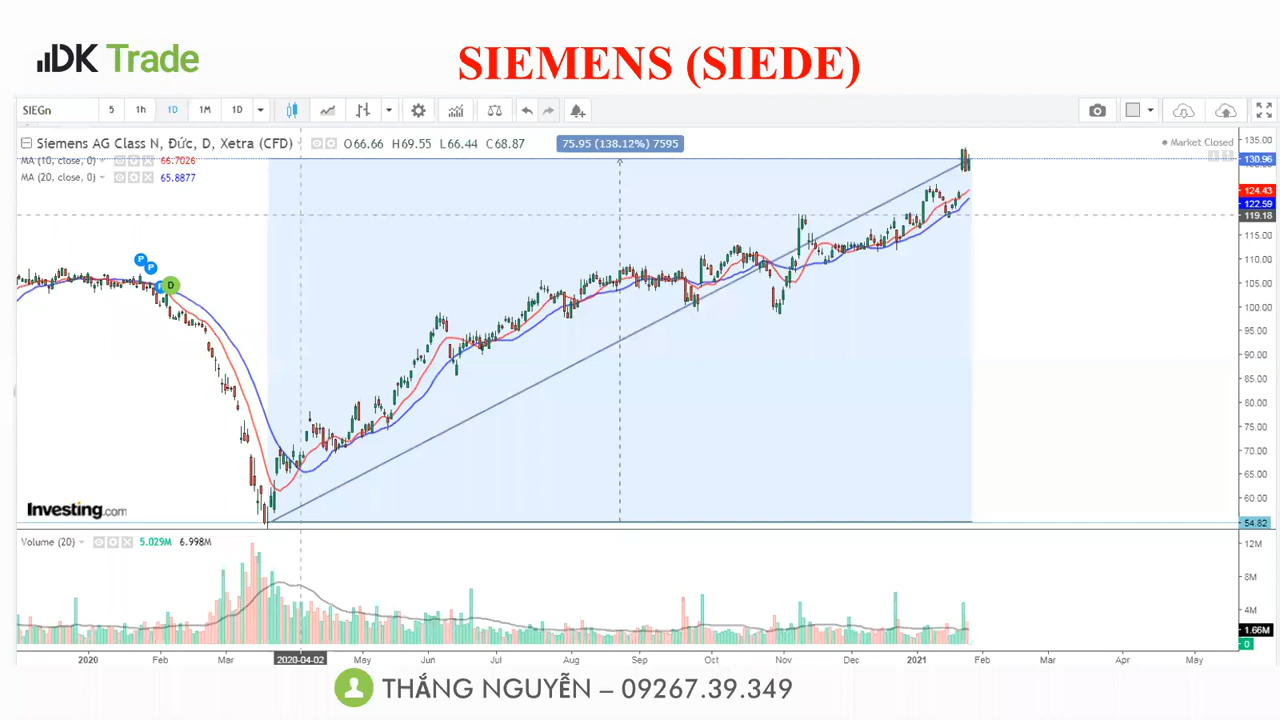 DK Trade
SIEMENS (SIEDE)
SIEGn 5 1h 1D 1M 1D
Siemens AG Class N, Đức, D, Xetra (CFD) O66.66 H69.55 L66.44 C68.87
75.95 (138.12%) 7595
Market Closed
MA (10, close, 0) 66.7026
MA (20, close, 0) 65.8877
P
P
P
D
135.00
130.96
124.43
122.59
119.18
115.00
110.00
105.00
100.00
95.00
90.00
85.00
80.00
75.00
70.00
65.00
60.00
54.82
Investing.com
Volume (20) 5.029M 6.998M
12M
8M
4M
1.66M
0
2020 Feb Mar 2020-04-02 May Jun Jul Aug Sep Oct Nov Dec 2021 Feb Mar Apr May
THẮNG NGUYỄN – 09267.39.349